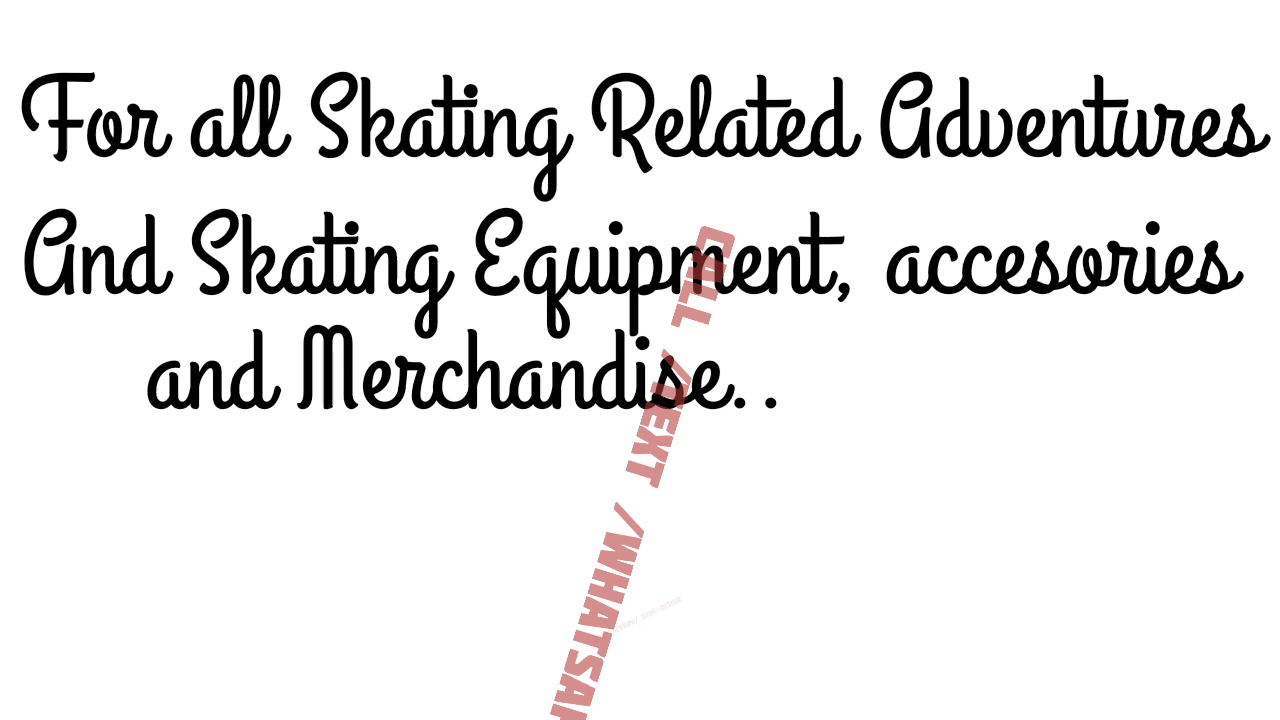 For all Skating Related Adventures
And Skating Equipment, accesories
and Merchandise. .
CALL /TEXT /WHATSAP